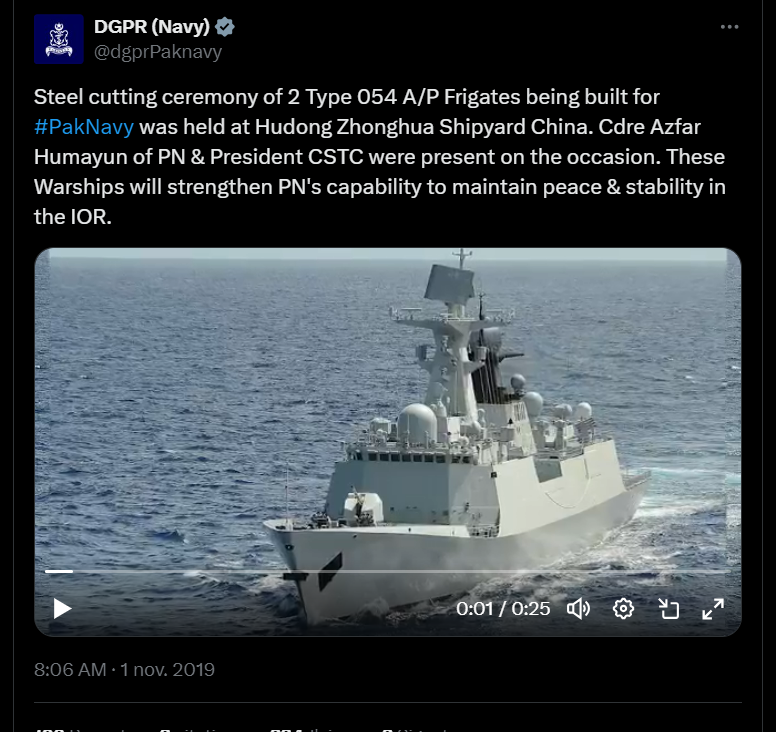 DGPR (Navy)
@dgprPaknavy
Steel cutting ceremony of 2 Type 054 A/P Frigates being built for
#PakNavy was held at Hudong Zhonghua Shipyard China. Cdre Azfar
Humayun of PN & President CSTC were present on the occasion. These
Warships will strengthen PN's capability to maintain peace & stability in
the IOR.
0:01 / 0:25
8:06 AM · 1 nov. 2019